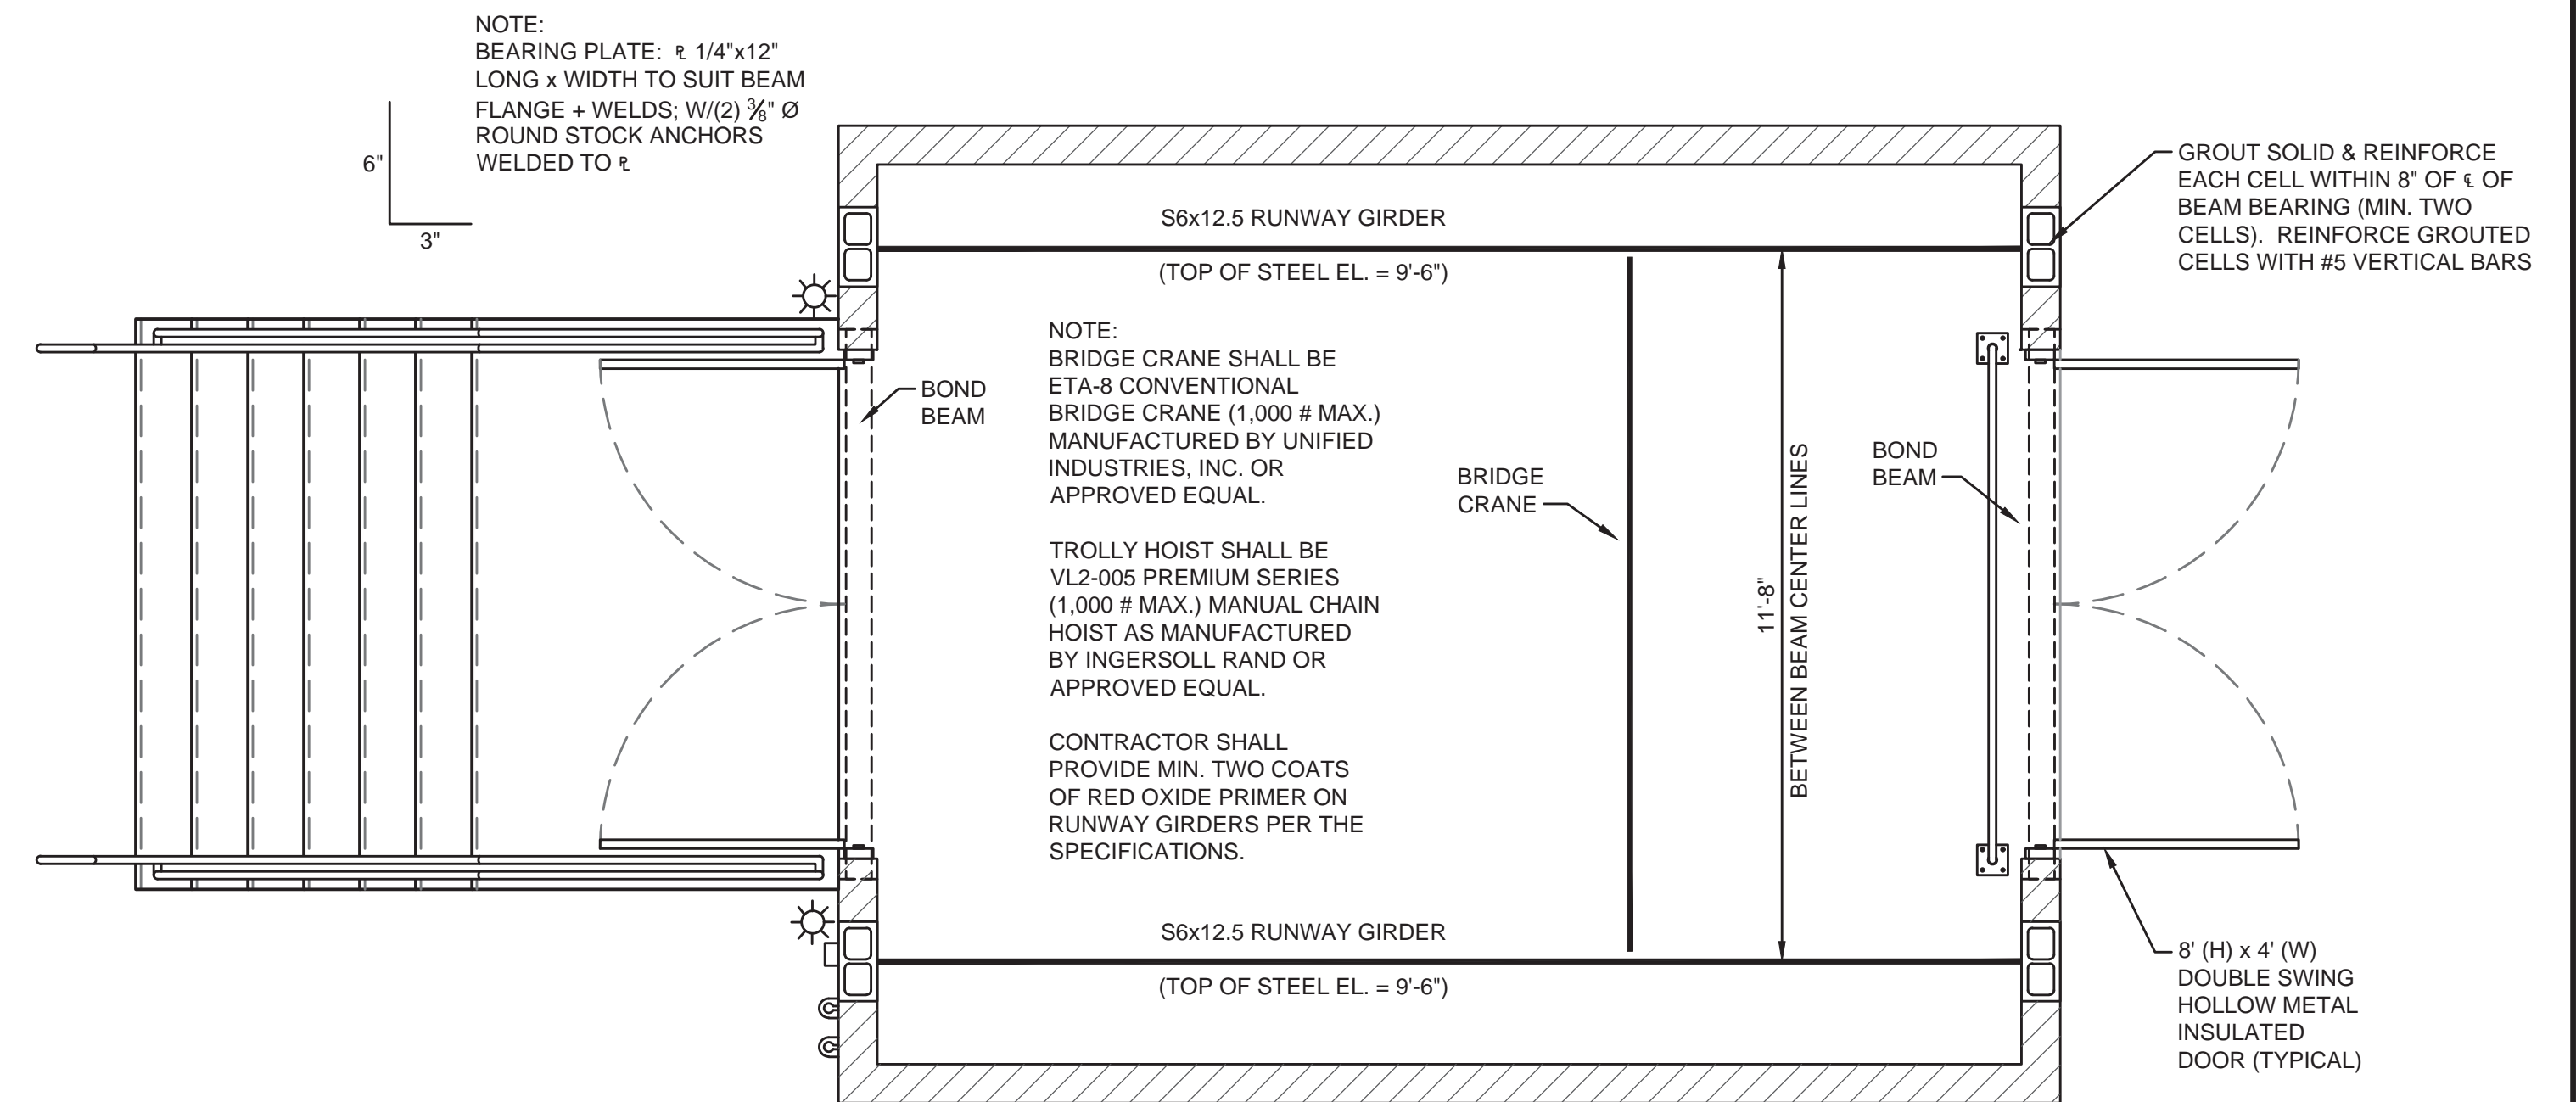 NOTE:
BEARING PLATE: ⅊ 1/4"x12"
LONG x WIDTH TO SUIT BEAM
FLANGE + WELDS; W/(2) ⅜" Ø
ROUND STOCK ANCHORS
WELDED TO ⅊
6"
3"
GROUT SOLID & REINFORCE
EACH CELL WITHIN 8" OF ℄ OF
BEAM BEARING (MIN. TWO
CELLS). REINFORCE GROUTED
CELLS WITH #5 VERTICAL BARS
S6x12.5 RUNWAY GIRDER
(TOP OF STEEL EL. = 9'-6")
BOND
BEAM
NOTE:
BRIDGE CRANE SHALL BE
ETA-8 CONVENTIONAL
BRIDGE CRANE (1,000 # MAX.)
MANUFACTURED BY UNIFIED
INDUSTRIES, INC. OR
APPROVED EQUAL.
TROLLY HOIST SHALL BE
VL2-005 PREMIUM SERIES
(1,000 # MAX.) MANUAL CHAIN
HOIST AS MANUFACTURED
BY INGERSOLL RAND OR
APPROVED EQUAL.
CONTRACTOR SHALL
PROVIDE MIN. TWO COATS
OF RED OXIDE PRIMER ON
RUNWAY GIRDERS PER THE
SPECIFICATIONS.
BRIDGE
CRANE
11'-8"
BETWEEN BEAM CENTER LINES
BOND
BEAM
S6x12.5 RUNWAY GIRDER
(TOP OF STEEL EL. = 9'-6")
8' (H) x 4' (W)
DOUBLE SWING
HOLLOW METAL
INSULATED
DOOR (TYPICAL)